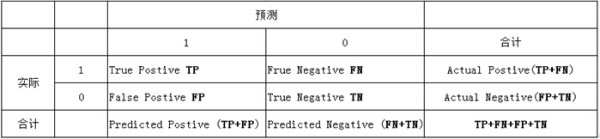 预测
1 0 合计
实际 1 True Postive TP Frue Negative FN Actual Postive(TP+FN)
0 False Postive FP True Negative TN Actual Negative(FP+TN)
合计 Predicted Postive (TP+FP) Predicted Negative (FN+TN) TP+FN+FP+TN